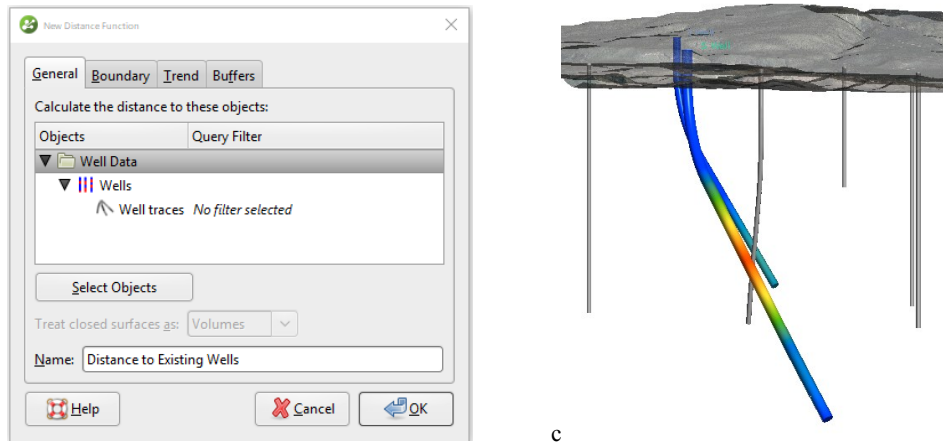 New Distance Function
General Boundary Trend Buffers
Calculate the distance to these objects:
Objects Query Filter
Well Data
Wells
Well traces No filter selected
Select Objects
Treat closed surfaces as: Volumes
Name: Distance to Existing Wells
Help Cancel OK
c